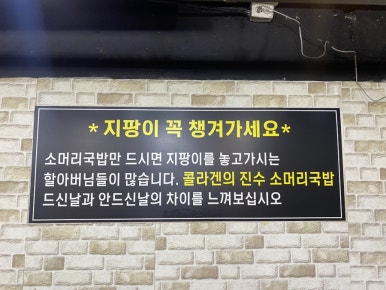 *지팡이 꼭 챙겨가세요*
소머리국밥만 드시면 지팡이를 놓고가시는
할아버님들이 많습니다. 콜라겐의 진수 소머리국밥
드신날과 안드신날의 차이를 느껴보십시오